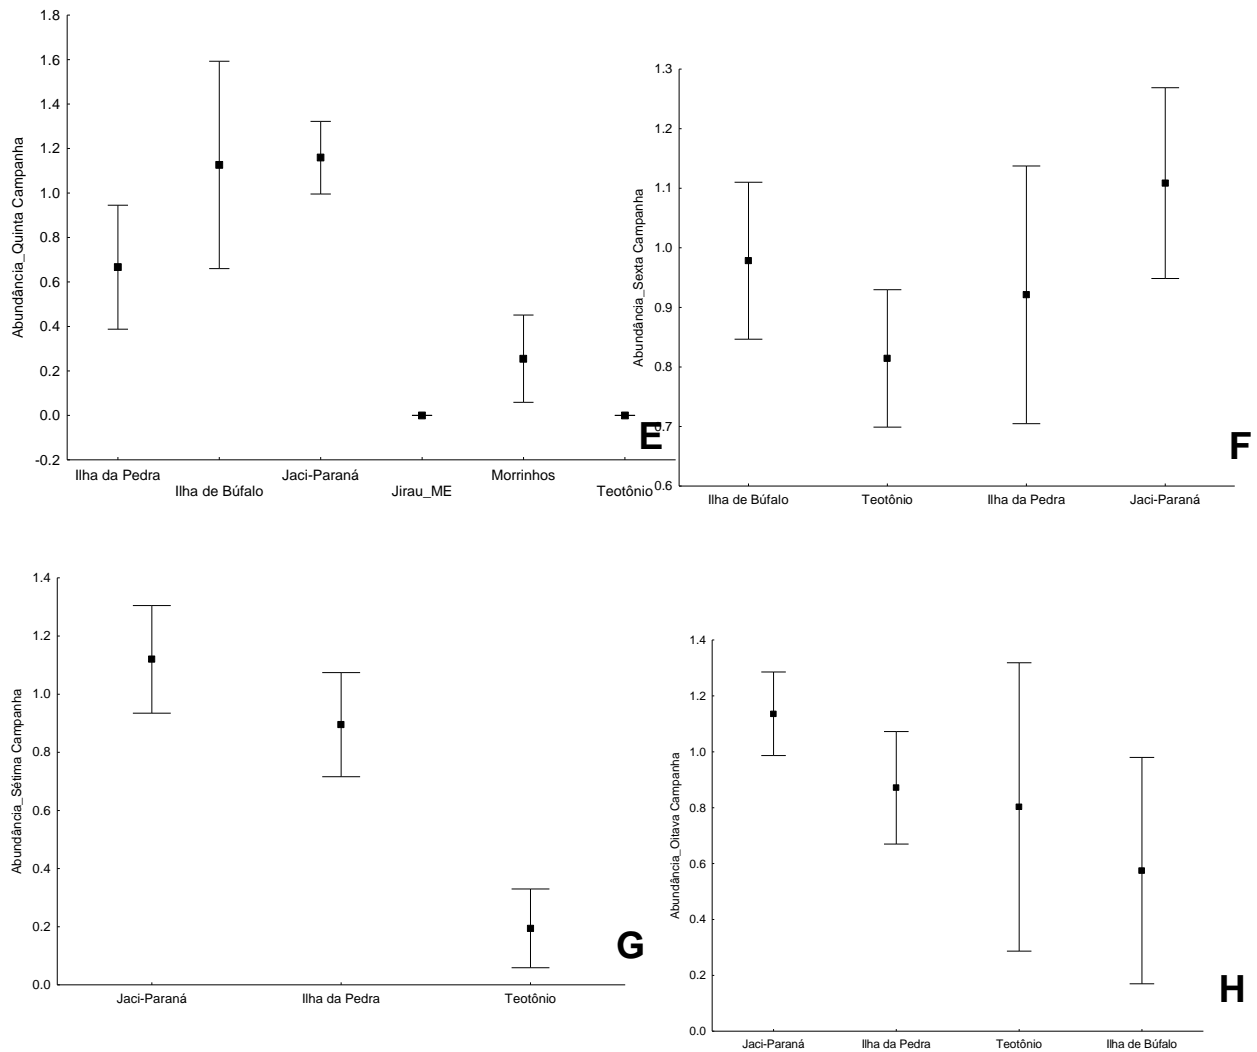 Abundância_Quinta Campanha
1.8
1.6
1.4
1.2
1.0
0.8
0.6
0.4
0.2
0.0
-0.2
Ilha da Pedra
Ilha de Búfalo
Jaci-Paraná
Jirau_ME
Morrinhos
Teotônio
E
Abundância_Sexta Campanha
1.3
1.2
1.1
1.0
0.9
0.8
0.7
0.6
Ilha de Búfalo
Teotônio
Ilha da Pedra
Jaci-Paraná
F
Abundância_Sétima Campanha
1.4
1.2
1.0
0.8
0.6
0.4
0.2
0.0
Jaci-Paraná
Ilha da Pedra
Teotônio
G
Abundância_Oitava Campanha
1.4
1.2
1.0
0.8
0.6
0.4
0.2
0.0
Jaci-Paraná
Ilha da Pedra
Teotônio
Ilha de Búfalo
H